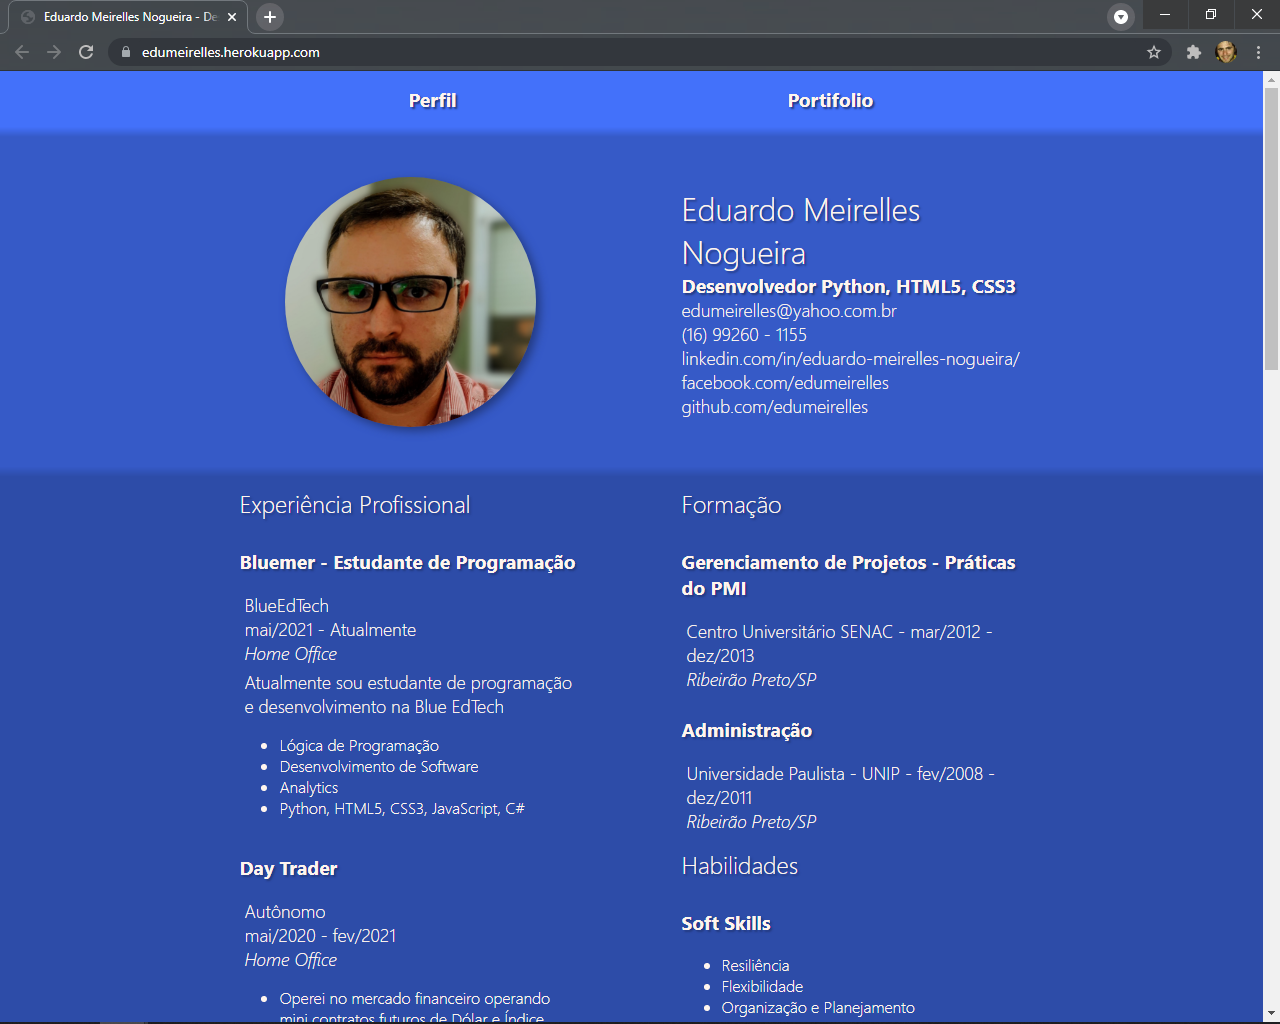 Eduardo Meirelles Nogueira - De
edumeirelles.herokuapp.com
Perfil
Portifolio
Eduardo Meirelles
Nogueira
Desenvolvedor Python, HTML5, CSS3
edumeirelles@yahoo.com.br
(16) 99260 - 1155
linkedin.com/in/eduardo-meirelles-nogueira/
facebook.com/edumeirelles
github.com/edumeirelles
Experiência Profissional
Bluemer - Estudante de Programação
BlueEdTech
mai/2021 - Atualmente
Home Office
Atualmente sou estudante de programação
e desenvolvimento na Blue EdTech
Lógica de Programação
Desenvolvimento de Software
Analytics
Python, HTML5, CSS3, JavaScript, C#
Day Trader
Autônomo
mai/2020 - fev/2021
Home Office
Operei no mercado financeiro operando
mini contratos futuros de Dólar e Índice
Formação
Gerenciamento de Projetos - Práticas
do PMI
Centro Universitário SENAC - mar/2012 -
dez/2013
Ribeirão Preto/SP
Administração
Universidade Paulista - UNIP - fev/2008 -
dez/2011
Ribeirão Preto/SP
Habilidades
Soft Skills
Resiliência
Flexibilidade
Organização e Planejamento